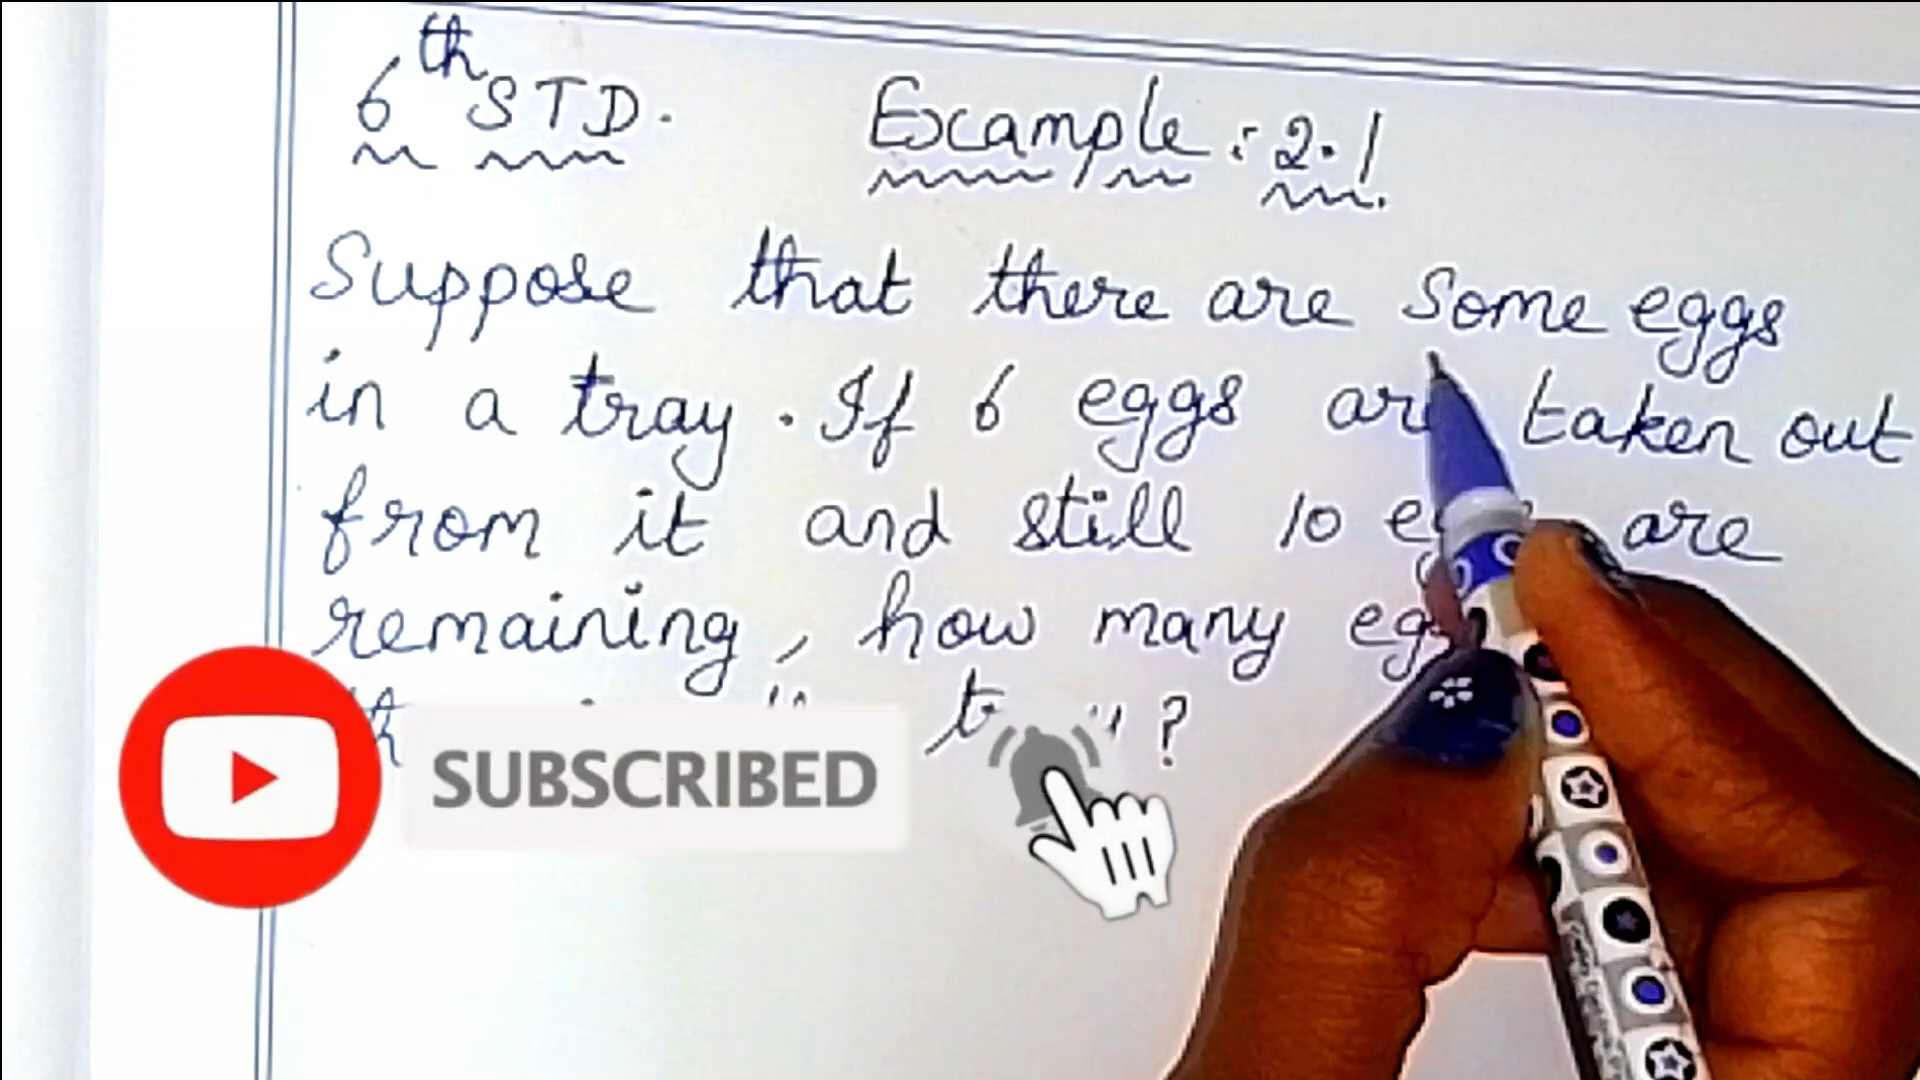 6th STD. Example: 2.1
Suppose that there are some eggs
in a tray. If 6 eggs are taken out
from it and still 10 are
remaining, how many
?
SUBSCRIBED